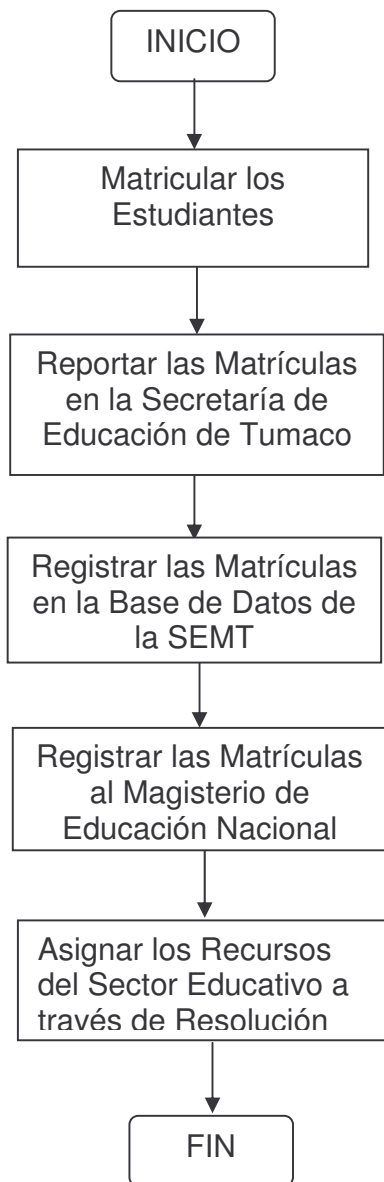 INICIO
Matricular los
Estudiantes
Reportar las Matrículas
en la Secretaría de
Educación de Tumaco
Registrar las Matrículas
en la Base de Datos de
la SEMT
Registrar las Matrículas
al Magisterio de
Educación Nacional
Asignar los Recursos
del Sector Educativo a
través de Resolución
FIN